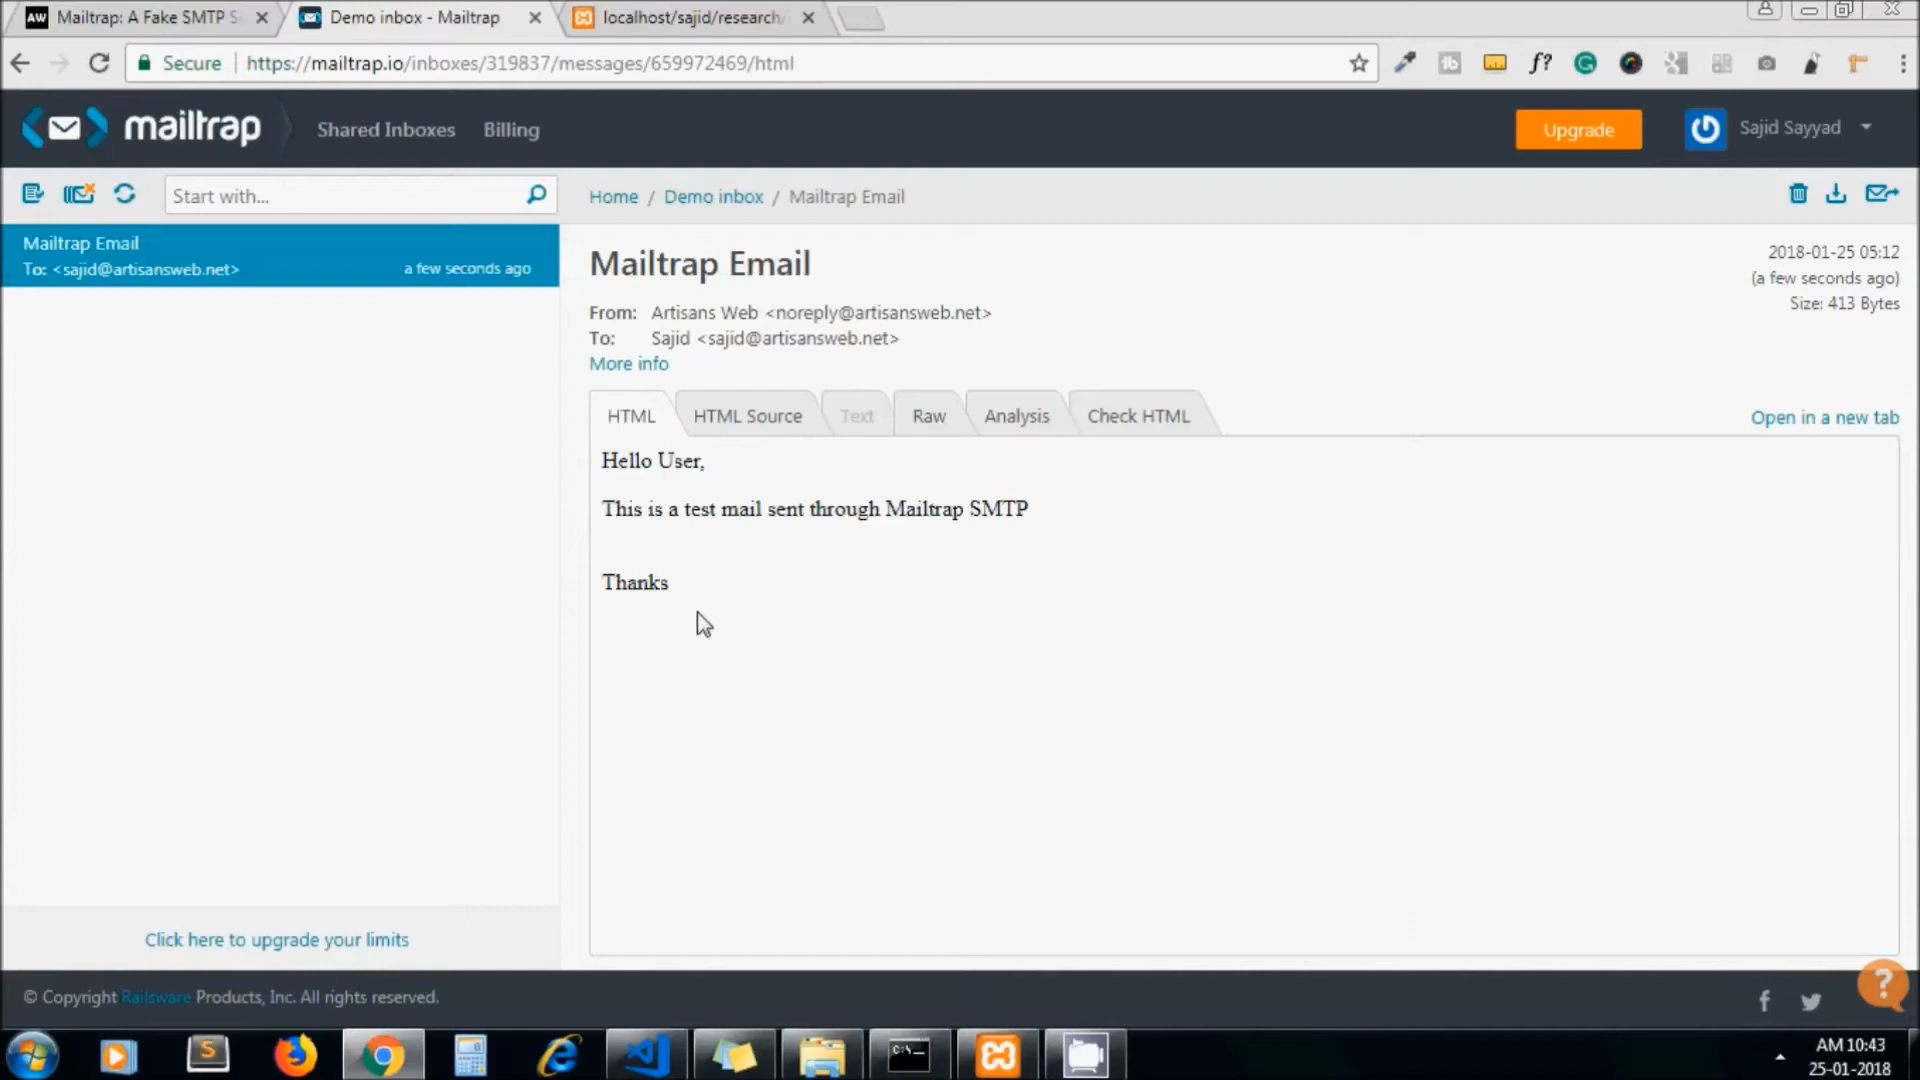 Mailtrap: A Fake SMTP S
Demo inbox - Mailtrap
localhost/sajid/research/
Secure
https://mailtrap.io/inboxes/319837/messages/659972469/html
f?
mailtrap
Shared Inboxes
Billing
Upgrade
Sajid Sayyad
Start with...
Home / Demo inbox / Mailtrap Email
Mailtrap Email
To: <sajid@artisansweb.net>
a few seconds ago
Mailtrap Email
2018-01-25 05:12
(a few seconds ago)
Size: 413 Bytes
From: Artisans Web <noreply@artisansweb.net>
To: Sajid <sajid@artisansweb.net>
More info
HTML
HTML Source
Text
Raw
Analysis
Check HTML
Open in a new tab
Hello User,
This is a test mail sent through Mailtrap SMTP
Thanks
Click here to upgrade your limits
© Copyright Railsware Products, Inc. All rights reserved.
AM 10:43
25-01-2018